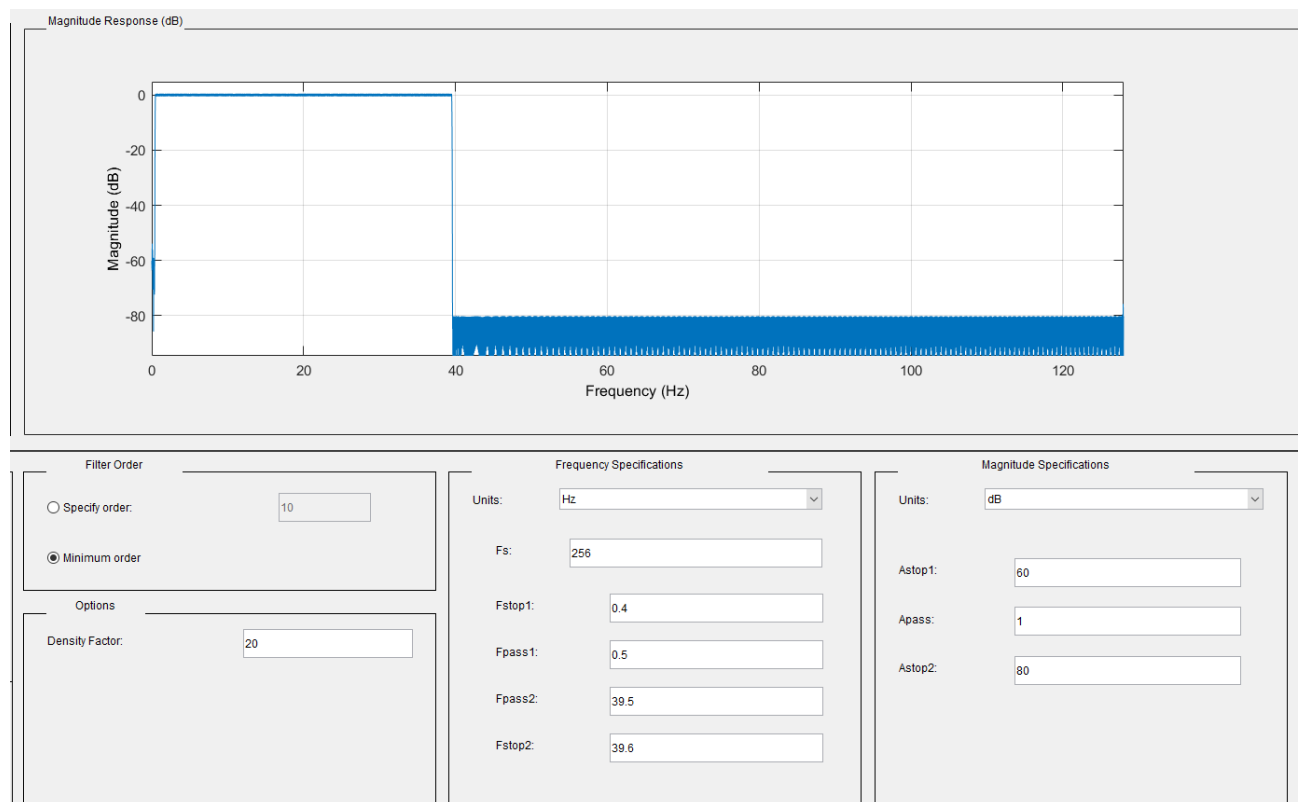 Magnitude Response (dB)
0
-20
-40
-60
-80
Magnitude (dB)
0 20 40 60 80 100 120
Frequency (Hz)
Filter Order
Specify order: 10
Minimum order
Options
Density Factor: 20
Frequency Specifications
Units: Hz
Fs: 256
Fstop1: 0.4
Fpass1: 0.5
Fpass2: 39.5
Fstop2: 39.6
Magnitude Specifications
Units: dB
Astop1: 60
Apass: 1
Astop2: 80